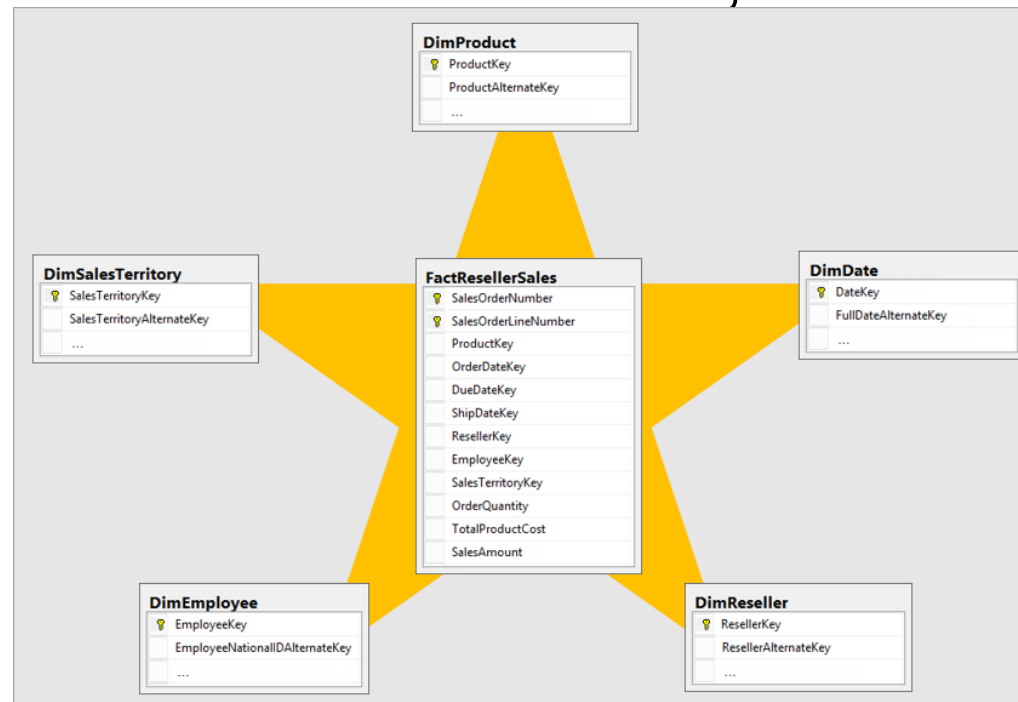 DimProduct
ProductKey
ProductAlternateKey
...
DimSalesTerritory
SalesTerritoryKey
SalesTerritoryAlternateKey
...
FactResellerSales
SalesOrderNumber
SalesOrderLineNumber
ProductKey
OrderDateKey
DueDateKey
ShipDateKey
ResellerKey
EmployeeKey
SalesTerritoryKey
OrderQuantity
TotalProductCost
SalesAmount
DimDate
DateKey
FullDateAlternateKey
...
DimEmployee
EmployeeKey
EmployeeNationalIDAlternateKey
...
DimReseller
ResellerKey
ResellerAlternateKey
...